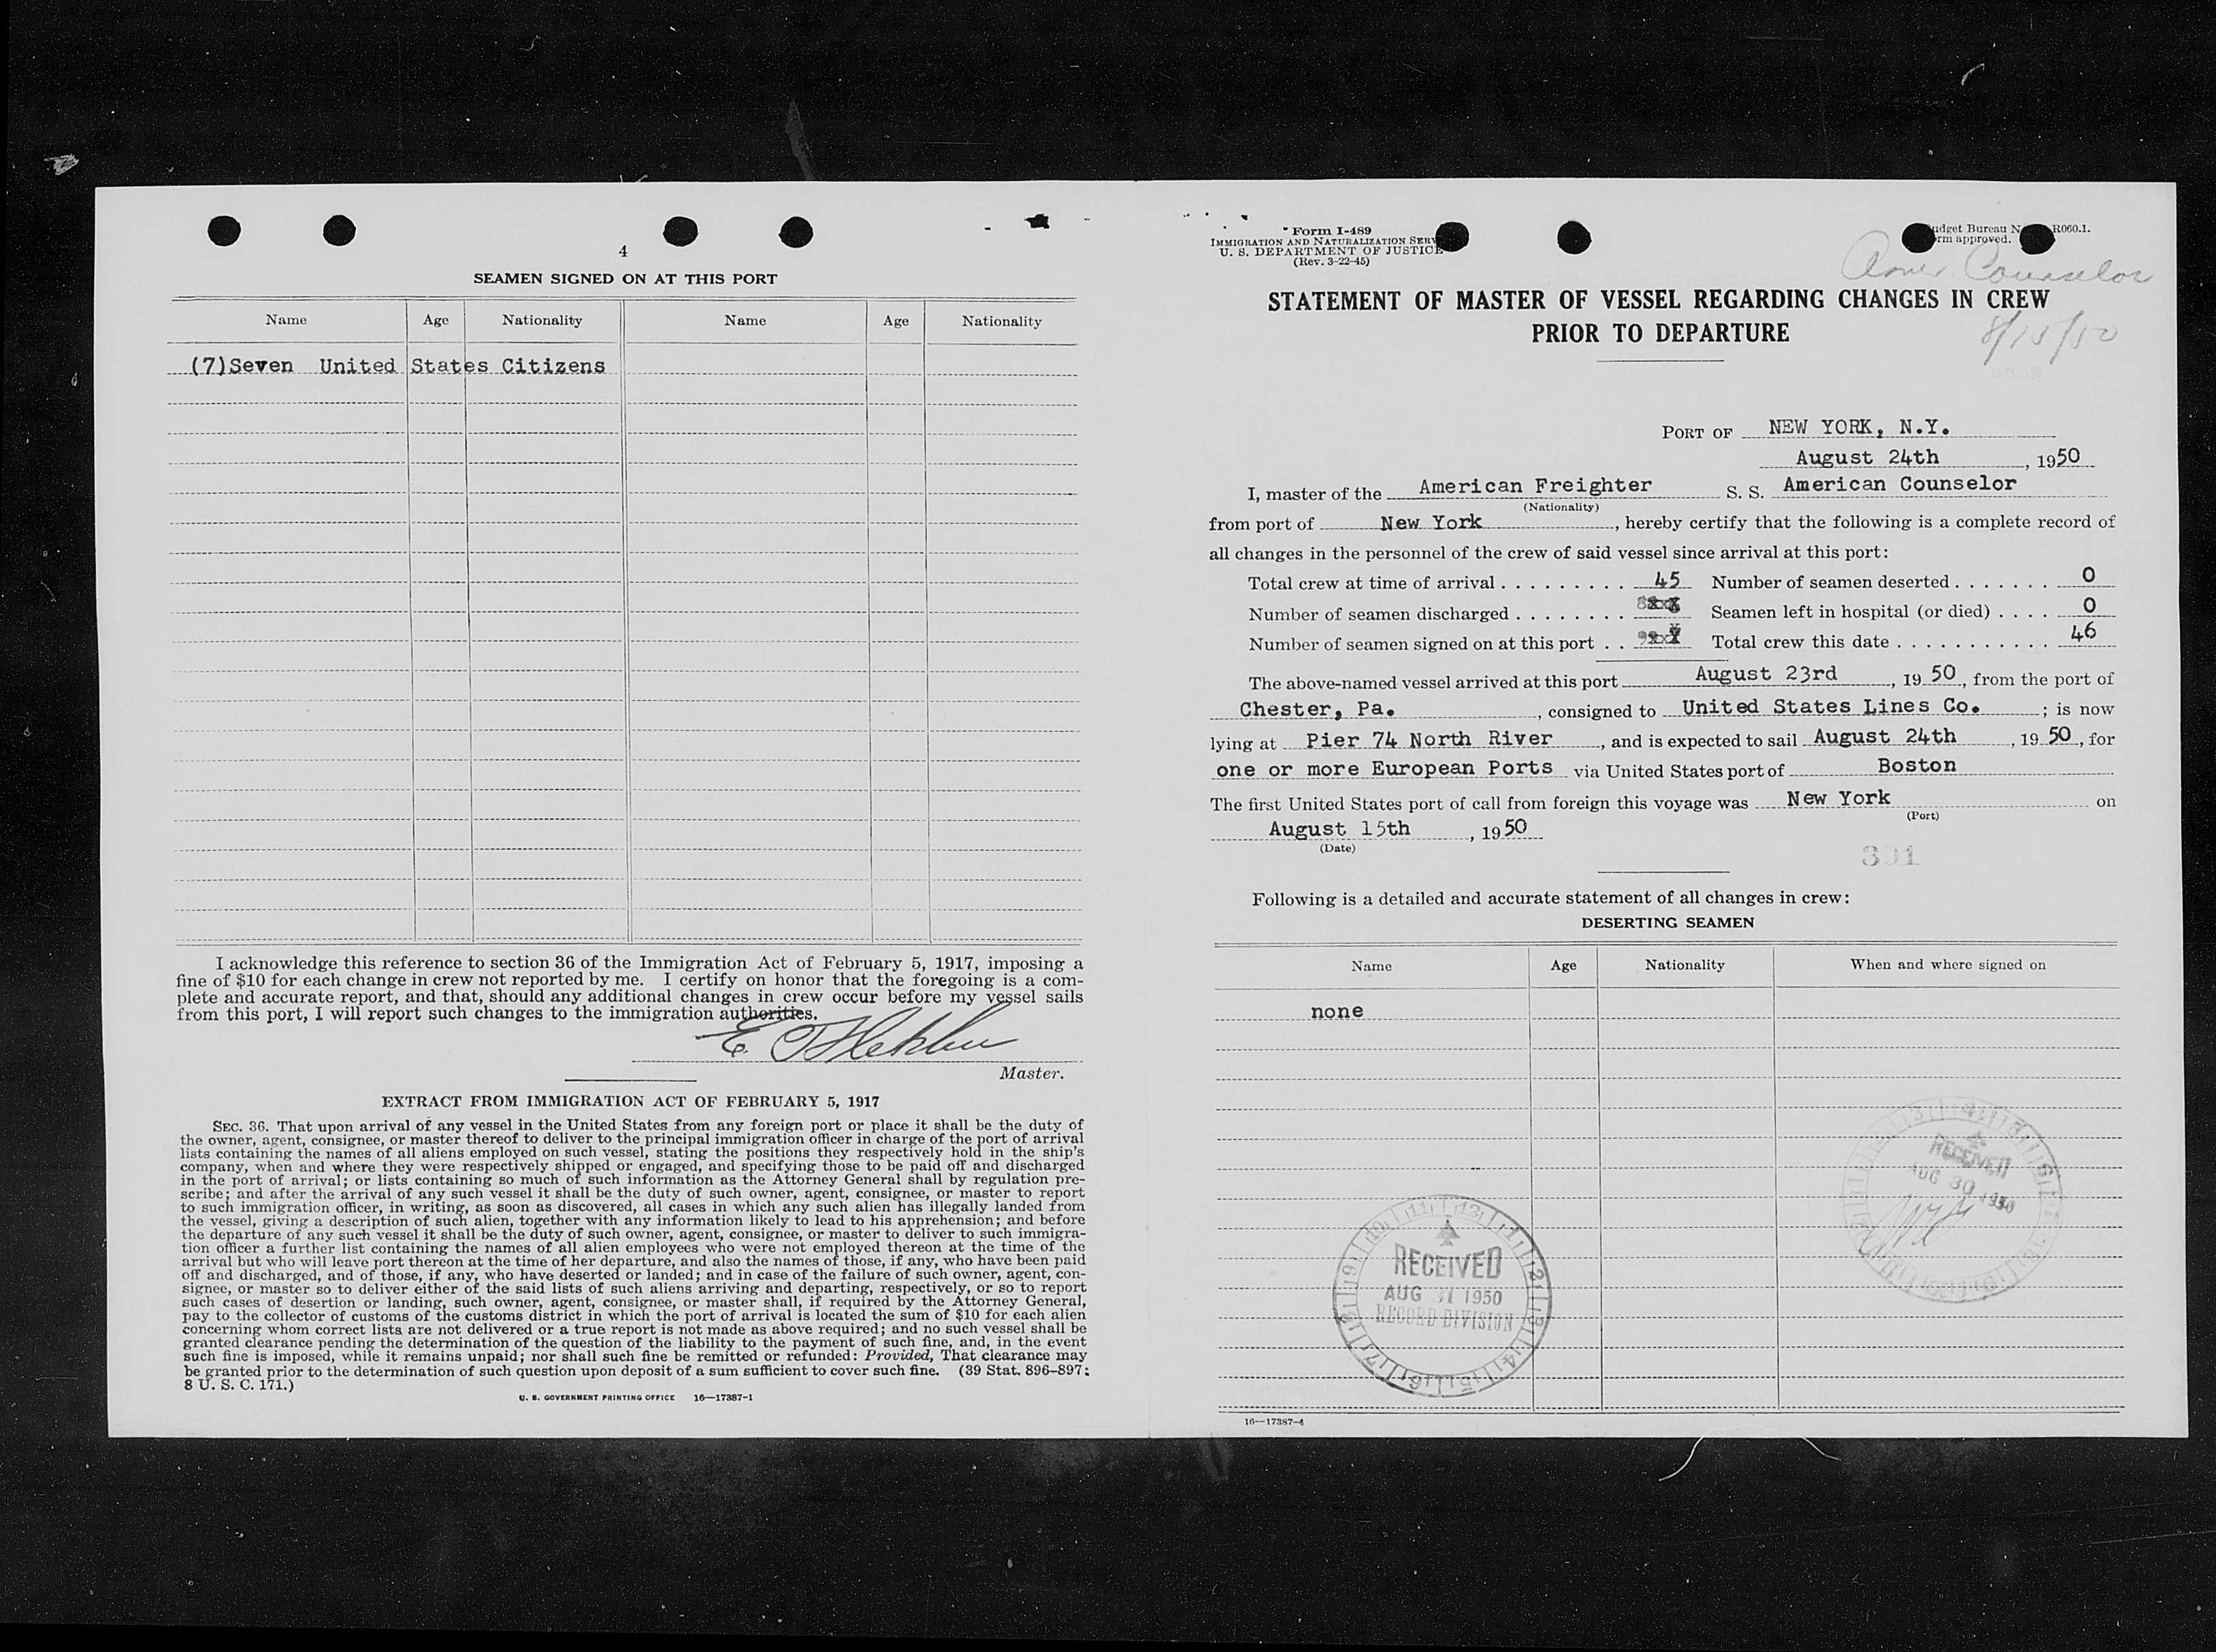 4
SEAMEN SIGNED ON AT THIS PORT
Name Age Nationality Name Age Nationality
(7)Seven United States Citizens
I acknowledge this reference to section 36 of the Immigration Act of February 5, 1917, imposing a
fine of $10 for each change in crew not reported by me. I certify on honor that the foregoing is a com-
plete and accurate report, and that, should any additional changes in crew occur before my vessel sails
from this port, I will report such changes to the immigration authorities.
E.
Master.
EXTRACT FROM IMMIGRATION ACT OF FEBRUARY 5, 1917
SEC. 36. That upon arrival of any vessel in the United States from any foreign port or place it shall be the duty of
the owner, agent, consignee, or master thereof to deliver to the principal immigration officer in charge of the port of arrival
lists containing the names of all aliens employed on such vessel, stating the positions they respectively hold in the ship's
company, when and where they were respectively shipped or engaged, and specifying those to be paid off and discharged
in the port of arrival; or lists containing so much of such information as the Attorney General shall by regulation pre-
scribe; and after the arrival of any such vessel it shall be the duty of such owner, agent, consignee, or master to report
to such immigration officer, in writing, as soon as discovered, all cases in which any such alien has illegally landed from
the vessel, giving a description of such alien, together with any information likely to lead to his apprehension; and before
the departure of any such vessel it shall be the duty of such owner, agent, consignee, or master to deliver to such immigra-
tion officer a further list containing the names of all alien employees who were not employed thereon at the time of the
arrival but who will leave port thereon at the time of her departure, and also the names of those, if any, who have been paid
off and discharged, and of those, if any, who have deserted or landed; and in case of the failure of such owner, agent, con-
signee, or master so to deliver either of the said lists of such aliens arriving and departing, respectively, or so to report
such cases of desertion or landing, such owner, agent, consignee, or master shall, if required by the Attorney General,
pay to the collector of customs of the customs district in which the port of arrival is located the sum of $10 for each alien
concerning whom correct lists are not delivered or a true report is not made as above required; and no such vessel shall be
granted clearance pending the determination of the question of the liability to the payment of such fine, and, in the event
such fine is imposed, while it remains unpaid; nor shall such fine be remitted or refunded: Provided, That clearance may
be granted prior to the determination of such question upon deposit of a sum sufficient to cover such fine. (39 Stat. 896–897;
8 U. S. C. 171.)
U. S. GOVERNMENT PRINTING OFFICE 16—17387-1
Form I-489
IMMIGRATION AND NATURALIZATION SERV
U. S. DEPARTMENT OF JUSTICE
(Rev. 3-22-45)
udget Bureau N R060.1.
rm approved.
Amer Counselor
8/15/50
STATEMENT OF MASTER OF VESSEL REGARDING CHANGES IN CREW
PRIOR TO DEPARTURE
PORT OF NEW YORK, N.Y.
August 24th, 1950
I, master of the American Freighter S. S. American Counselor
(Nationality)
from port of New York, hereby certify that the following is a complete record of
all changes in the personnel of the crew of said vessel since arrival at this port:
Total crew at time of arrival . . . . . . . . . 45 Number of seamen deserted . . . . . . . 0
Number of seamen discharged . . . . . . . . Seamen left in hospital (or died) . . . . 0
Number of seamen signed on at this port . . Total crew this date . . . . . . . . . . . 46
The above-named vessel arrived at this port August 23rd, 19 50, from the port of
Chester, Pa., consigned to United States Lines Co.; is now
lying at Pier 74 North River, and is expected to sail August 24th, 19 50, for
one or more European Ports via United States port of Boston
The first United States port of call from foreign this voyage was New York on
(Port)
August 15th, 19 50
(Date)
Following is a detailed and accurate statement of all changes in crew:
DESERTING SEAMEN
Name Age Nationality When and where signed on
none
RECEIVED
AUG 30 1950
RECEIVED
AUG 31 1950
RECORD DIVISION
16—17387-4